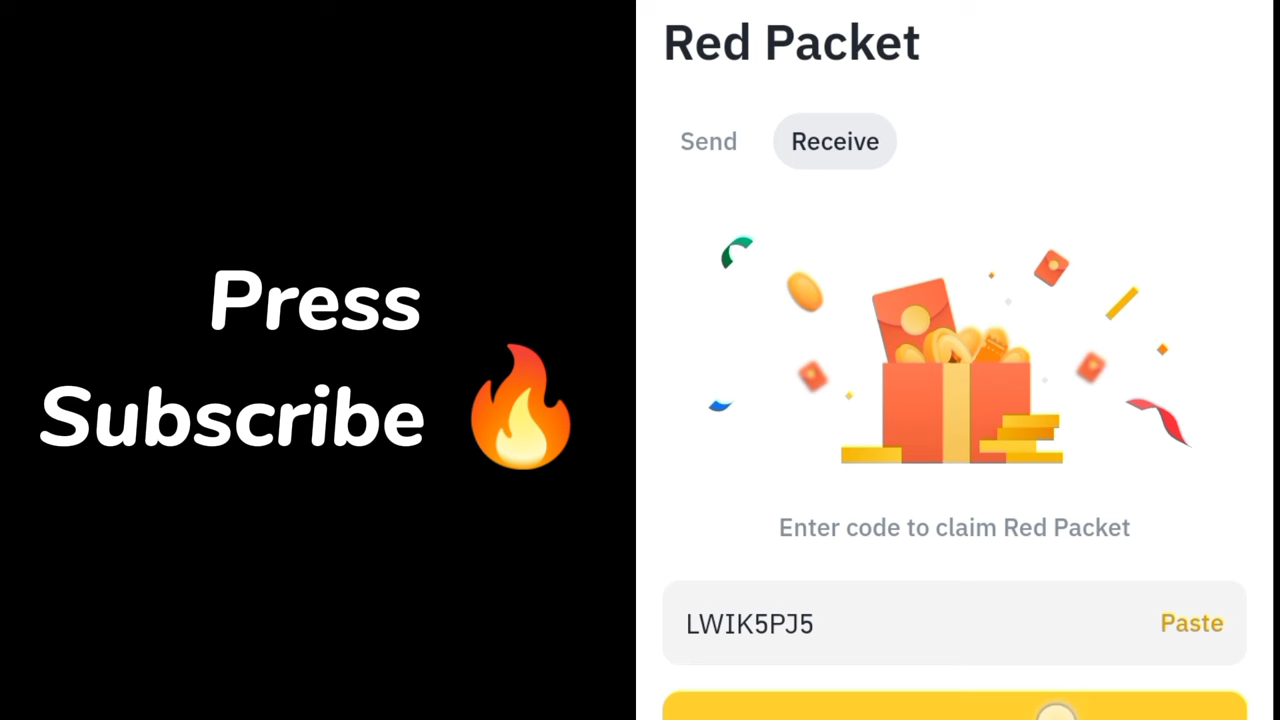 Press
Subscribe 🔥
Red Packet
Send
Receive
Enter code to claim Red Packet
LWIK5PJ5
Paste